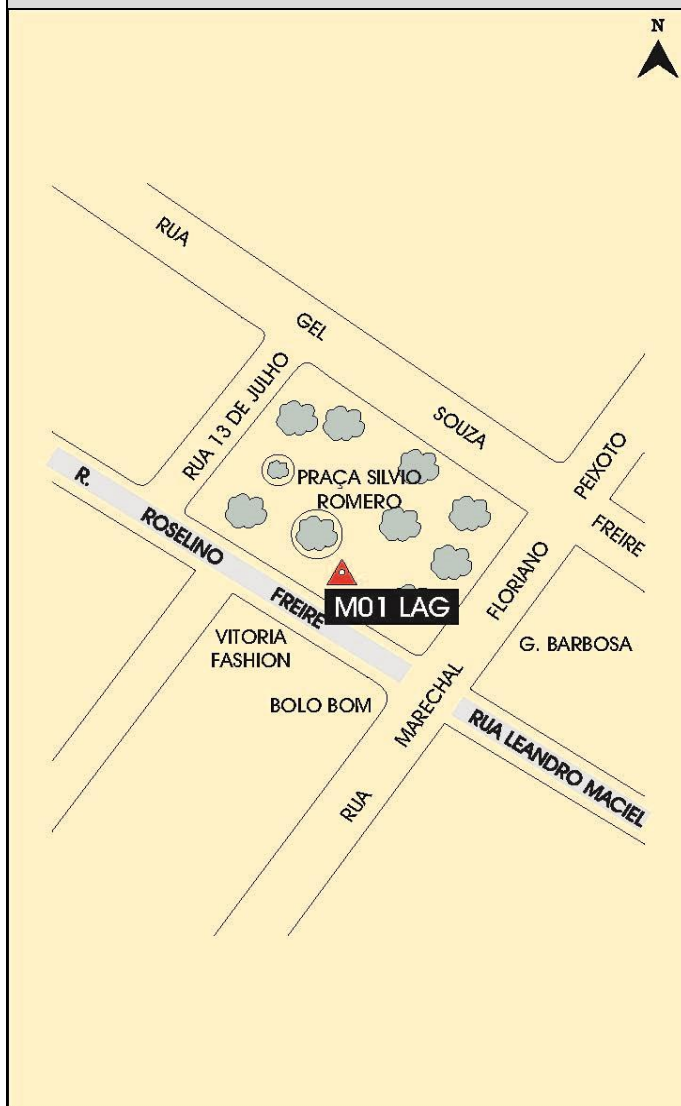 N
RUA
GEL
SOUZA
FREIRE
RUA 13 DE JULHO
PEIXOTO
PRAÇA SILVIO
ROMERO
R.
ROSELINO
FREIRE
FLORIANO
M01 LAG
VITORIA
FASHION
G. BARBOSA
BOLO BOM
MARECHAL
RUA
RUA LEANDRO MACIEL